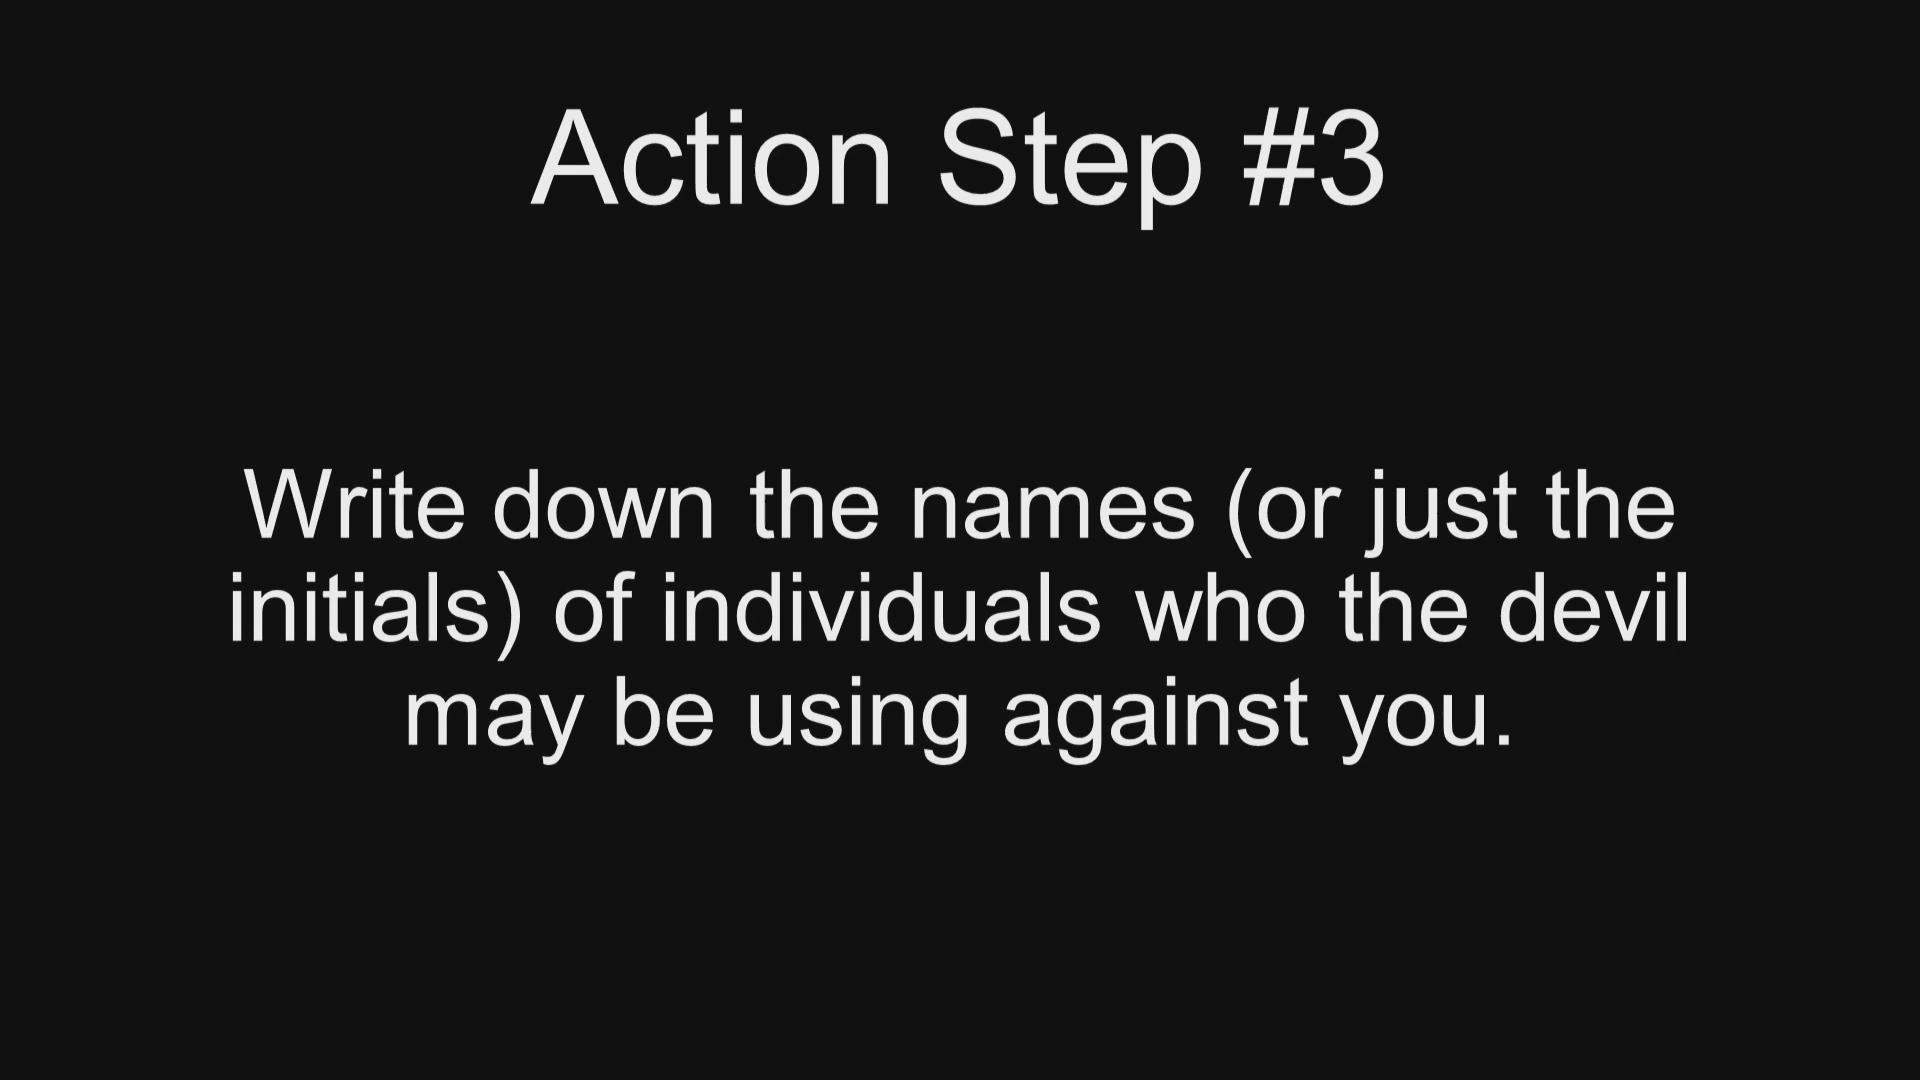 Action Step #3
Write down the names (or just the
initials) of individuals who the devil
may be using against you.